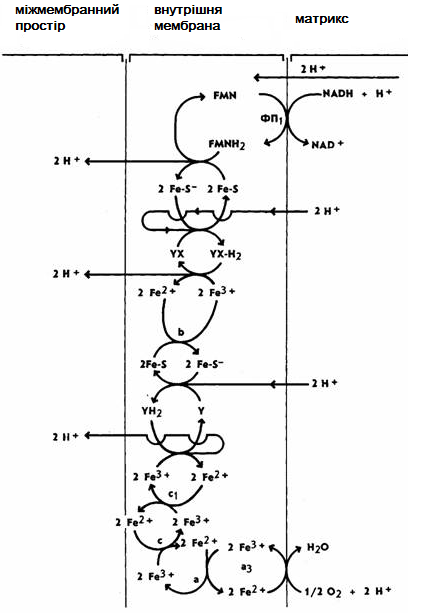 міжмембранний внутрішня матрикс
простір мембрана
2 H+
FMN NADH + H+
ФП1
FMNH2 NAD+
2 H+
2 Fe-S− 2 Fe-S
2 H+
YX YX-H2
2 H+
2 Fe2+ 2 Fe3+
b
2Fe-S 2 Fe-S−
2 H+
YH2 Y
2 H+
2 Fe3+ 2 Fe2+
c1
2 Fe2+ 2 Fe3+
c 2 Fe2+ 2 Fe3+ H2O
a3
2 Fe3+ a 2 Fe2+ 1/2 O2 + 2 H+